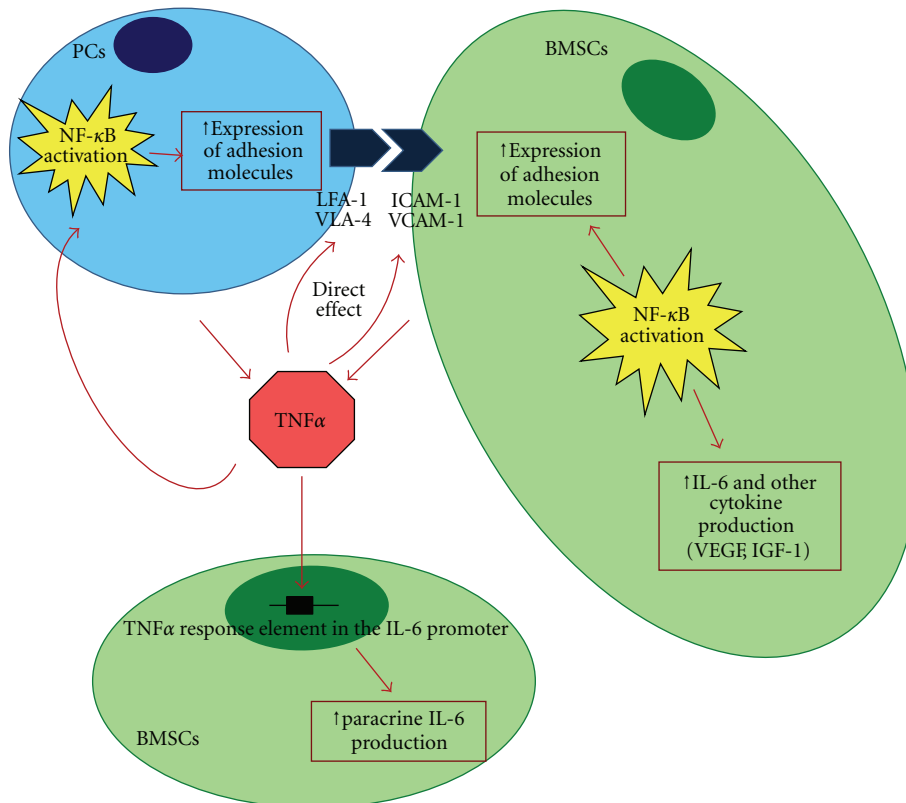 PCs
NF-κB
activation
↑Expression
of adhesion
molecules
LFA-1
VLA-4
ICAM-1
VCAM-1
BMSCs
↑Expression
of adhesion
molecules
NF-κB
activation
Direct
effect
TNFα
↑IL-6 and other
cytokine
production
(VEGF, IGF-1)
TNFα response element in the IL-6 promoter
↑paracrine IL-6
production
BMSCs